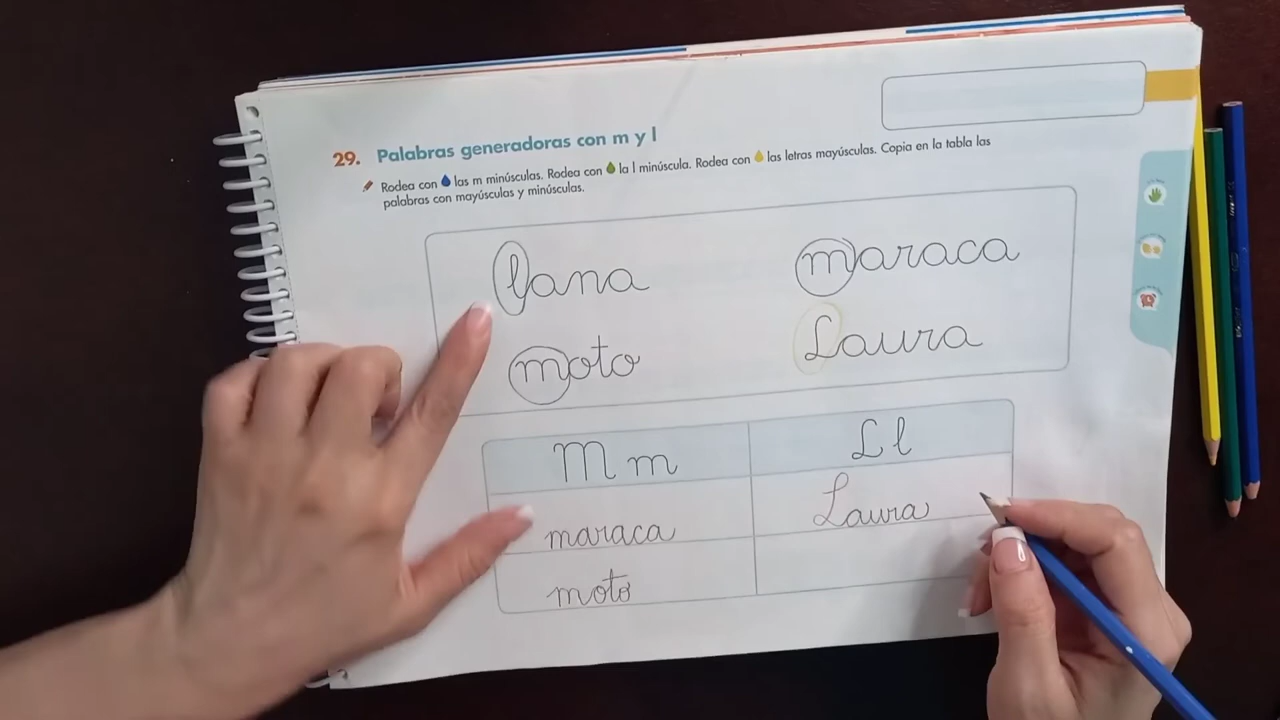 29. Palabras generadoras con m y l
Rodea con las m minúsculas. Rodea con la l minúscula. Rodea con las letras mayúsculas. Copia en la tabla las
palabras con mayúsculas y minúsculas.
lana maraca
moto Laura
M m L l
maraca Laura
moto